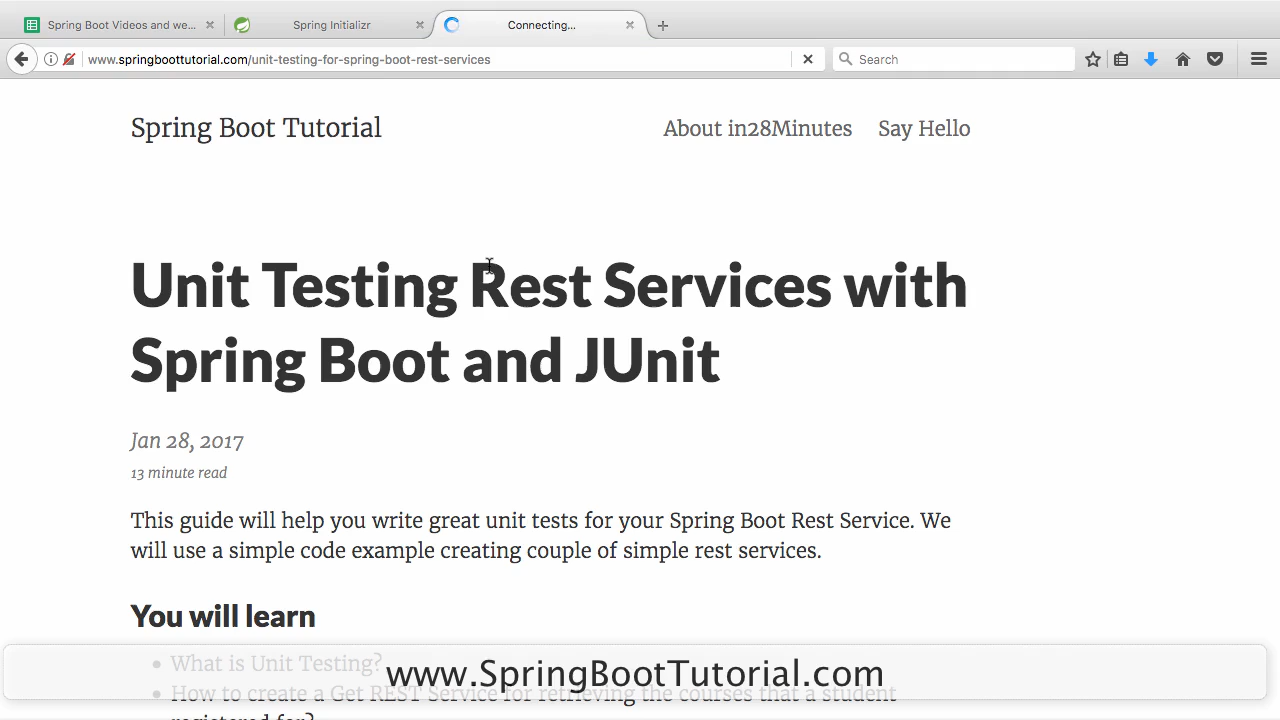 Spring Boot Videos and we...
Spring Initializr
Connecting...
www.springboottutorial.com/unit-testing-for-spring-boot-rest-services
Search
Spring Boot Tutorial
About in28Minutes
Say Hello
Unit Testing Rest Services with
Spring Boot and JUnit
Jan 28, 2017
13 minute read
This guide will help you write great unit tests for your Spring Boot Rest Service. We
will use a simple code example creating couple of simple rest services.
You will learn
What is Unit Testing?
www.SpringBootTutorial.com
How to create a Get REST Service for retrieving the courses that a student
registered for?